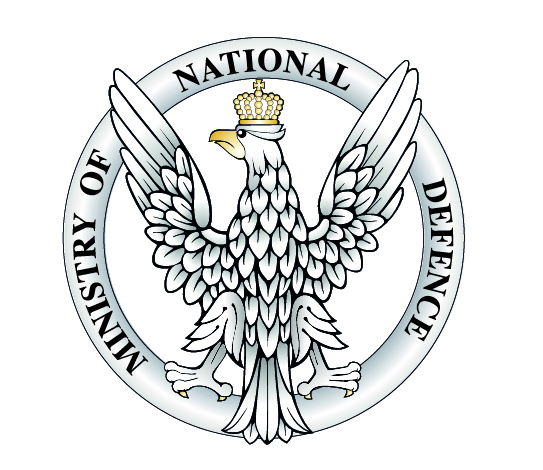 MINISTRY OF NATIONAL DEFENCE